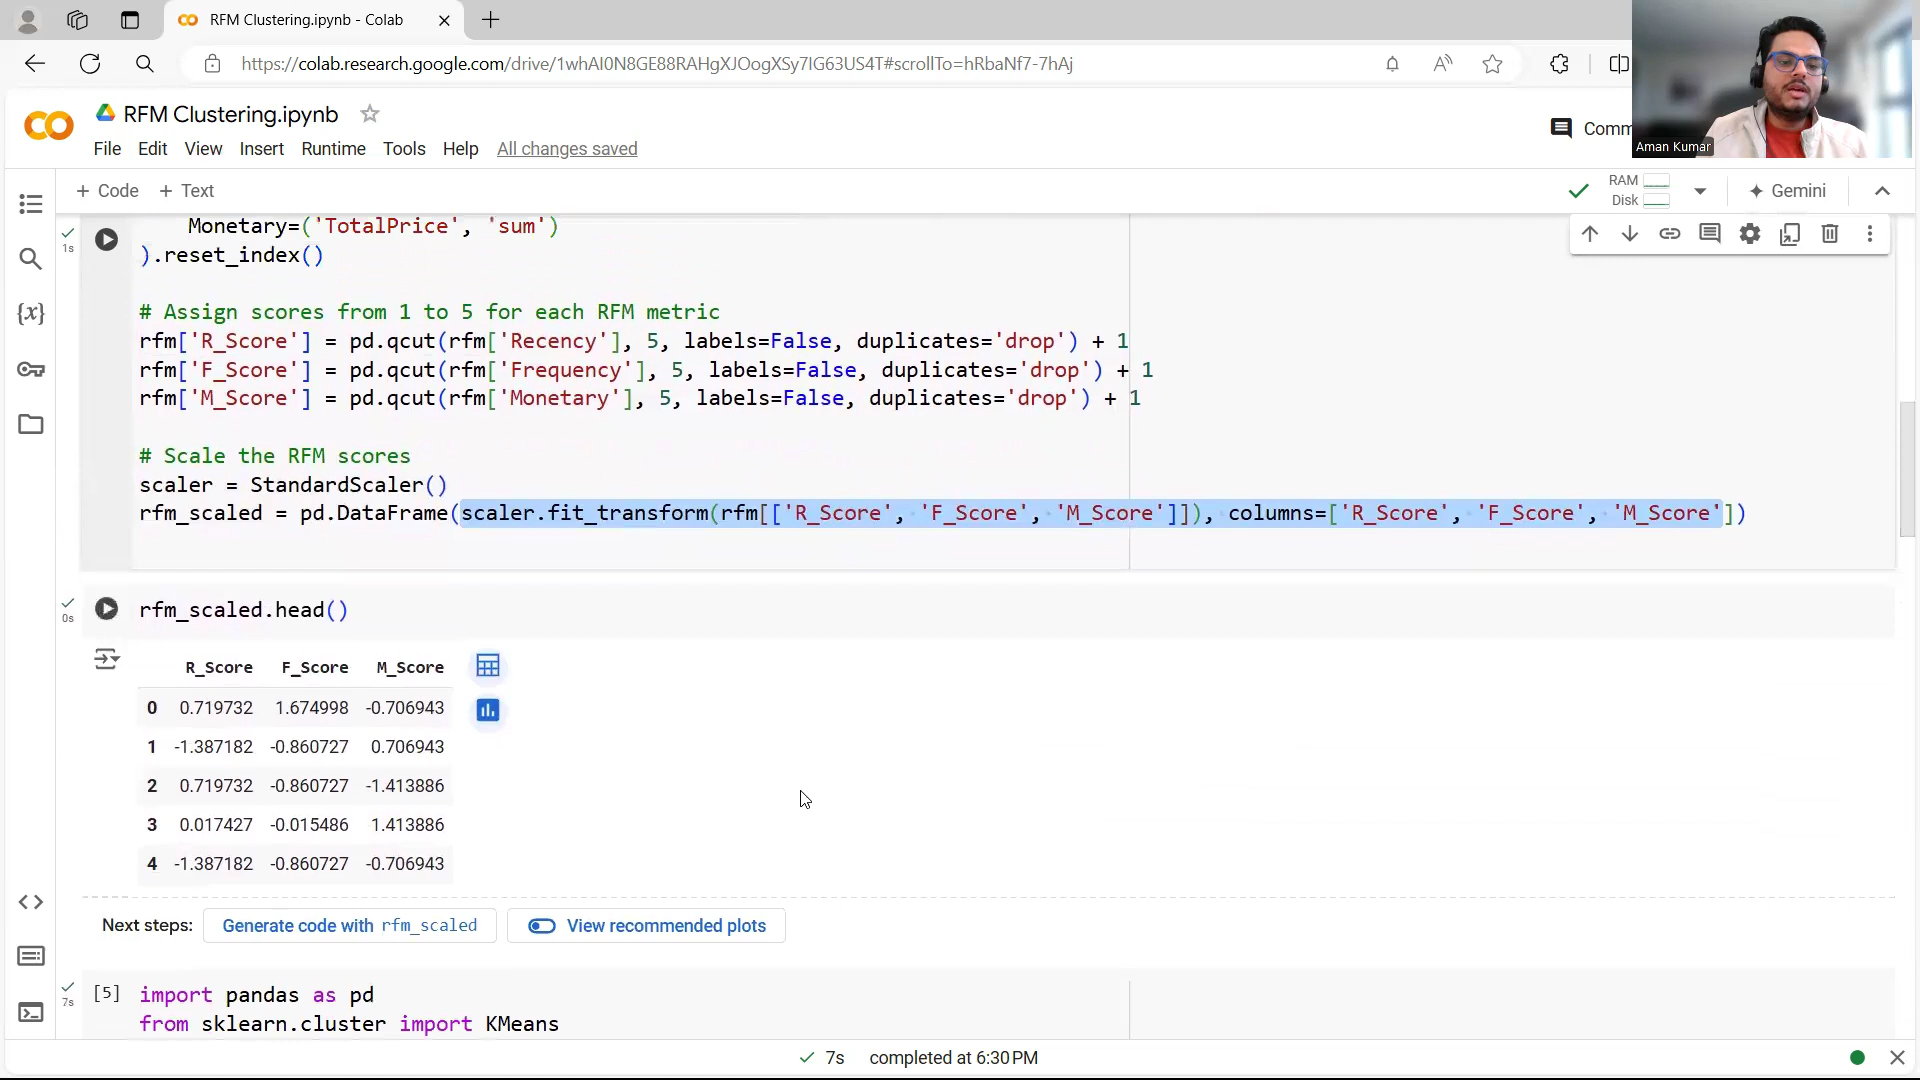 RFM Clustering.ipynb - Colab
https://colab.research.google.com/drive/1whAI0N8GE88RAHgXJOogXSy7IG63US4T#scrollTo=hRbaNf7-7hAj
RFM Clustering.ipynb
Comm
Aman Kumar
File Edit View Insert Runtime Tools Help All changes saved
+ Code + Text
RAM
Disk
Gemini
1s
Monetary=('TotalPrice', 'sum')
).reset_index()
# Assign scores from 1 to 5 for each RFM metric
rfm['R_Score'] = pd.qcut(rfm['Recency'], 5, labels=False, duplicates='drop') + 1
rfm['F_Score'] = pd.qcut(rfm['Frequency'], 5, labels=False, duplicates='drop') + 1
rfm['M_Score'] = pd.qcut(rfm['Monetary'], 5, labels=False, duplicates='drop') + 1
# Scale the RFM scores
scaler = StandardScaler()
rfm_scaled = pd.DataFrame(scaler.fit_transform(rfm[['R_Score', 'F_Score', 'M_Score']]), columns=['R_Score', 'F_Score', 'M_Score'])
0s
rfm_scaled.head()
R_Score F_Score M_Score
0 0.719732 1.674998 -0.706943
1 -1.387182 -0.860727 0.706943
2 0.719732 -0.860727 -1.413886
3 0.017427 -0.015486 1.413886
4 -1.387182 -0.860727 -0.706943
Next steps: Generate code with rfm_scaled View recommended plots
7s
[5] import pandas as pd
from sklearn.cluster import KMeans
7s completed at 6:30 PM